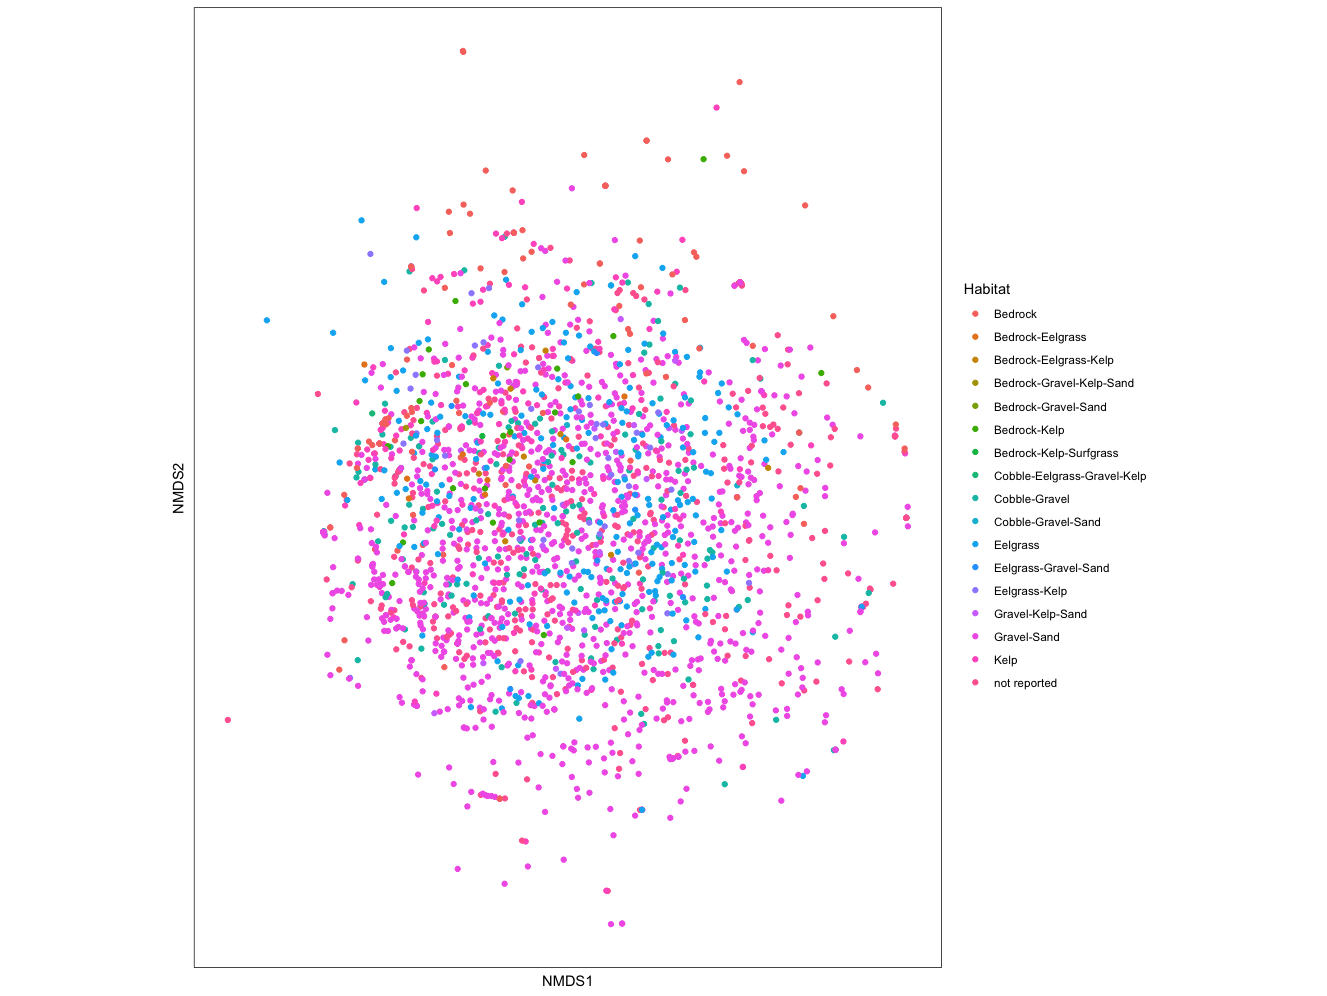 NMDS2
NMDS1
Habitat
Bedrock
Bedrock-Eelgrass
Bedrock-Eelgrass-Kelp
Bedrock-Gravel-Kelp-Sand
Bedrock-Gravel-Sand
Bedrock-Kelp
Bedrock-Kelp-Surfgrass
Cobble-Eelgrass-Gravel-Kelp
Cobble-Gravel
Cobble-Gravel-Sand
Eelgrass
Eelgrass-Gravel-Sand
Eelgrass-Kelp
Gravel-Kelp-Sand
Gravel-Sand
Kelp
not reported